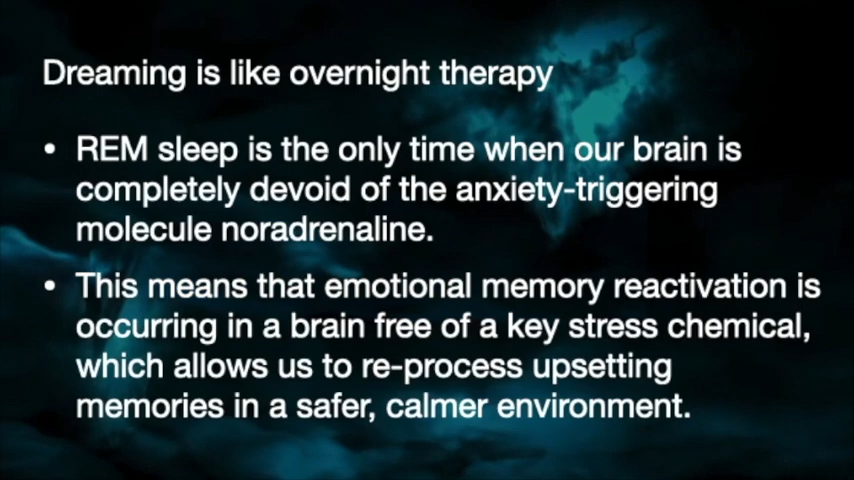 Dreaming is like overnight therapy
• REM sleep is the only time when our brain is
completely devoid of the anxiety-triggering
molecule noradrenaline.
• This means that emotional memory reactivation is
occurring in a brain free of a key stress chemical,
which allows us to re-process upsetting
memories in a safer, calmer environment.